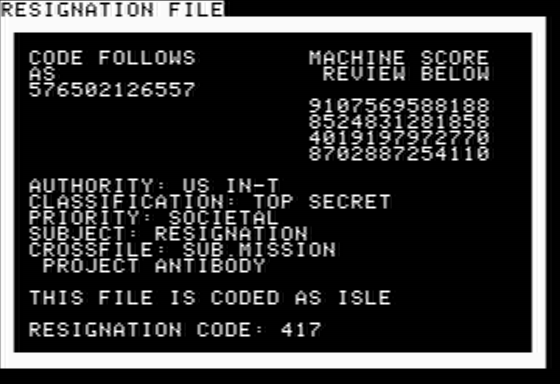 RESIGNATION FILE
CODE FOLLOWS
AS
576502126557
MACHINE SCORE
REVIEW BELOW
9107569588188
8524831281858
4019197972770
8702887254110
AUTHORITY: US IN-T
CLASSIFICATION: TOP SECRET
PRIORITY: SOCIETAL
SUBJECT: RESIGNATION
CROSSFILE: SUB.MISSION
PROJECT ANTIBODY
THIS FILE IS CODED AS ISLE
RESIGNATION CODE: 417